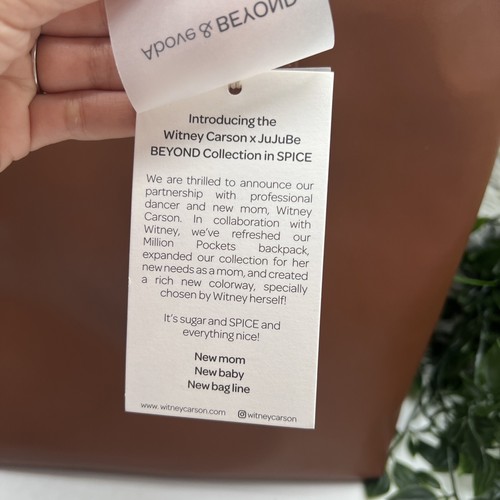 Above & BEYOND
Introducing the
Witney Carson x JuJuBe
BEYOND Collection in SPICE
We are thrilled to announce our
partnership with professional
dancer and new mom, Witney
Carson. In collaboration with
Witney, we've refreshed our
Million Pockets backpack,
expanded our collection for her
new needs as a mom, and created
a rich new colorway, specially
chosen by Witney herself!
It's sugar and SPICE and
everything nice!
New mom
New baby
New bag line
www.witneycarson.com witneycarson